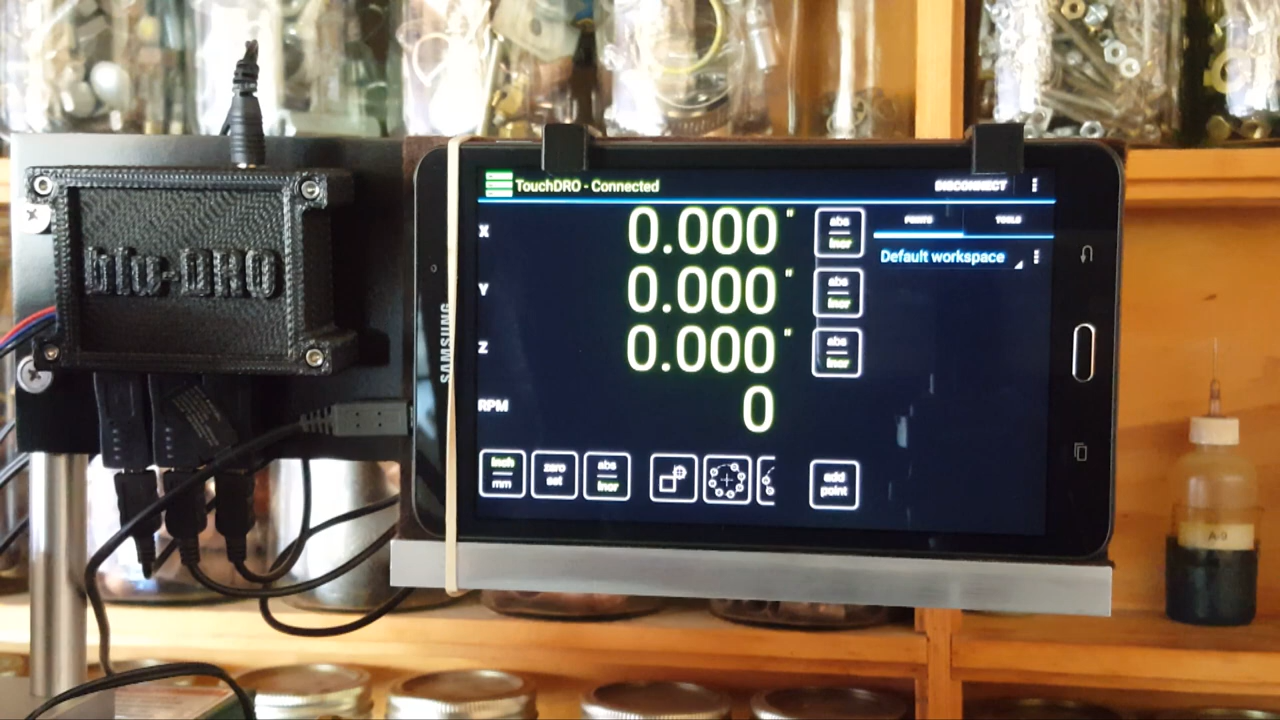 TouchDRO - Connected
DISCONNECT
X
0.000"
abs
incr
POINTS
TOOLS
Default workspace
Y
0.000"
abs
incr
Z
0.000"
abs
incr
RPM
0
inch
mm
zero
set
abs
incr
add
point
SAMSUNG
blu-DRO
A-9